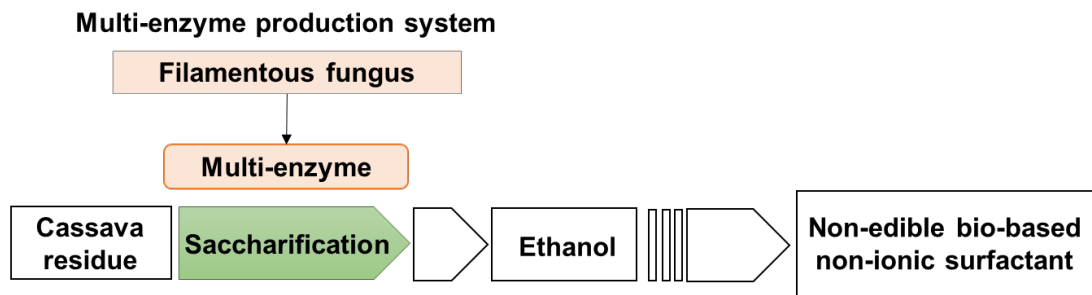 Multi-enzyme production system
Filamentous fungus
Multi-enzyme
Cassava
residue
Saccharification
Ethanol
Non-edible bio-based
non-ionic surfactant